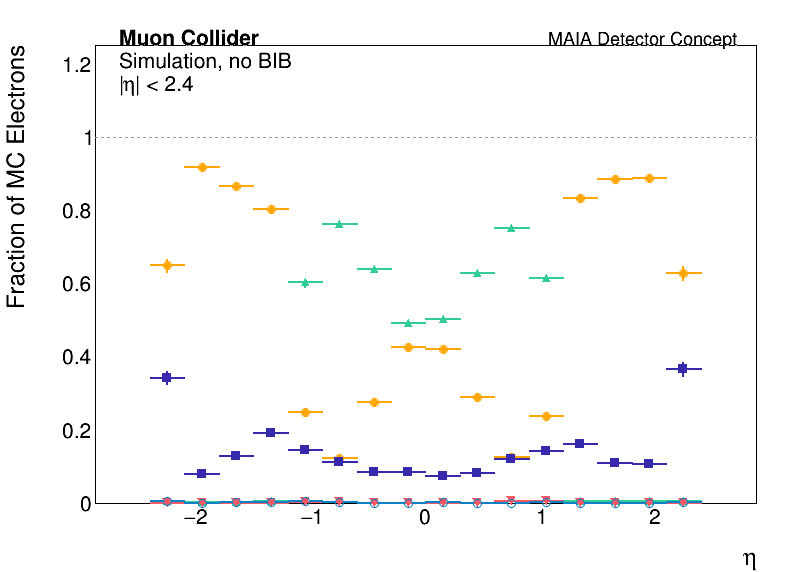 Muon Collider
MAIA Detector Concept
Simulation, no BIB
|η| < 2.4
Fraction of MC Electrons
1.2
1
0.8
0.6
0.4
0.2
0
−2
−1
0
1
2
η